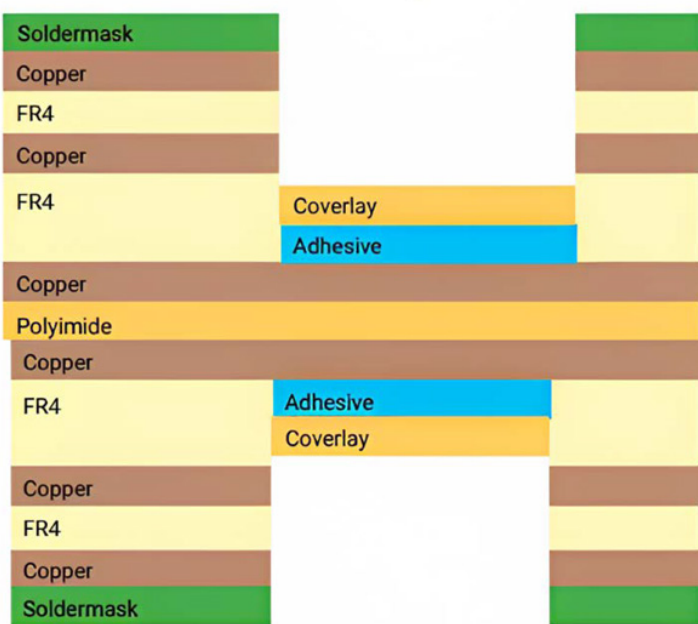 Soldermask
Copper
FR4
Copper
FR4
Coverlay
Adhesive
Copper
Polyimide
Copper
FR4
Adhesive
Coverlay
Copper
FR4
Copper
Soldermask